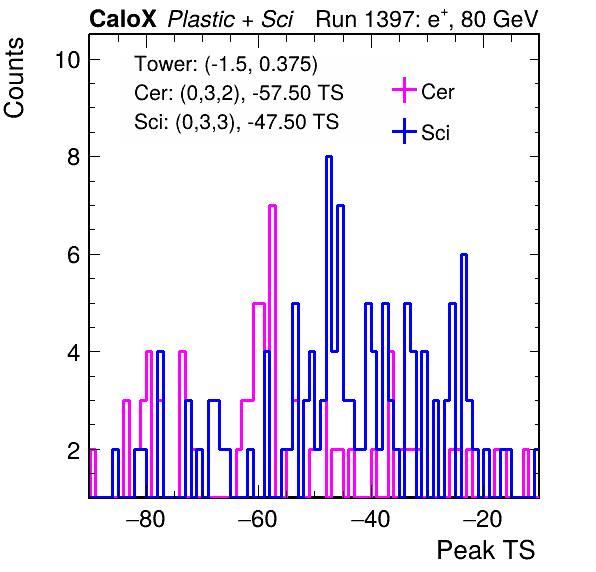 CaloX Plastic + Sci Run 1397: e⁺, 80 GeV
Counts
Tower: (-1.5, 0.375)
Cer: (0,3,2), -57.50 TS
Sci: (0,3,3), -47.50 TS
Cer
Sci
10
8
6
4
2
−80 −60 −40 −20
Peak TS